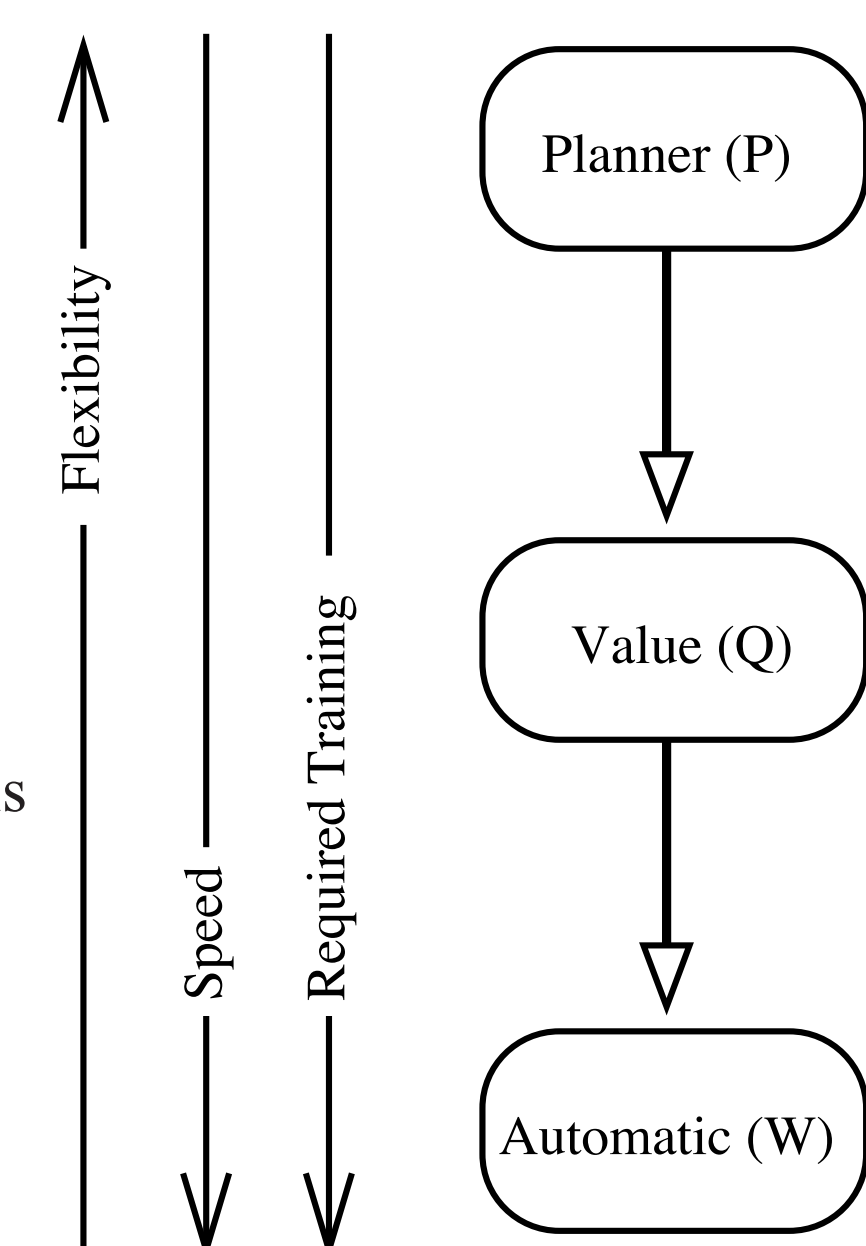 Planner (P)
Flexibility
Value (Q)
Required Training
s
Speed
Automatic (W)